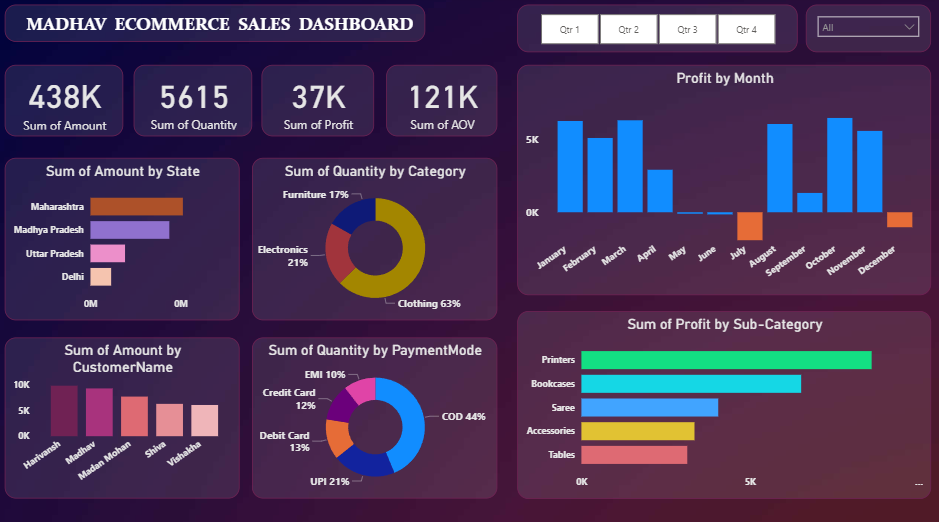 MADHAV ECOMMERCE SALES DASHBOARD
Qtr 1
Qtr 2
Qtr 3
Qtr 4
All
438K
Sum of Amount
5615
Sum of Quantity
37K
Sum of Profit
121K
Sum of AOV
Profit by Month
5K
0K
January
February
March
April
May
June
July
August
September
October
November
December
Sum of Amount by State
Maharashtra
Madhya Pradesh
Uttar Pradesh
Delhi
0M
0M
Sum of Quantity by Category
Furniture 17%
Electronics
21%
Clothing 63%
Sum of Profit by Sub-Category
Printers
Bookcases
Saree
Accessories
Tables
0K
5K
...
Sum of Amount by
CustomerName
10K
5K
0K
Harivansh
Madhav
Madan Mohan
Shiva
Vishakha
Sum of Quantity by PaymentMode
EMI 10%
Credit Card
12%
Debit Card
13%
UPI 21%
COD 44%